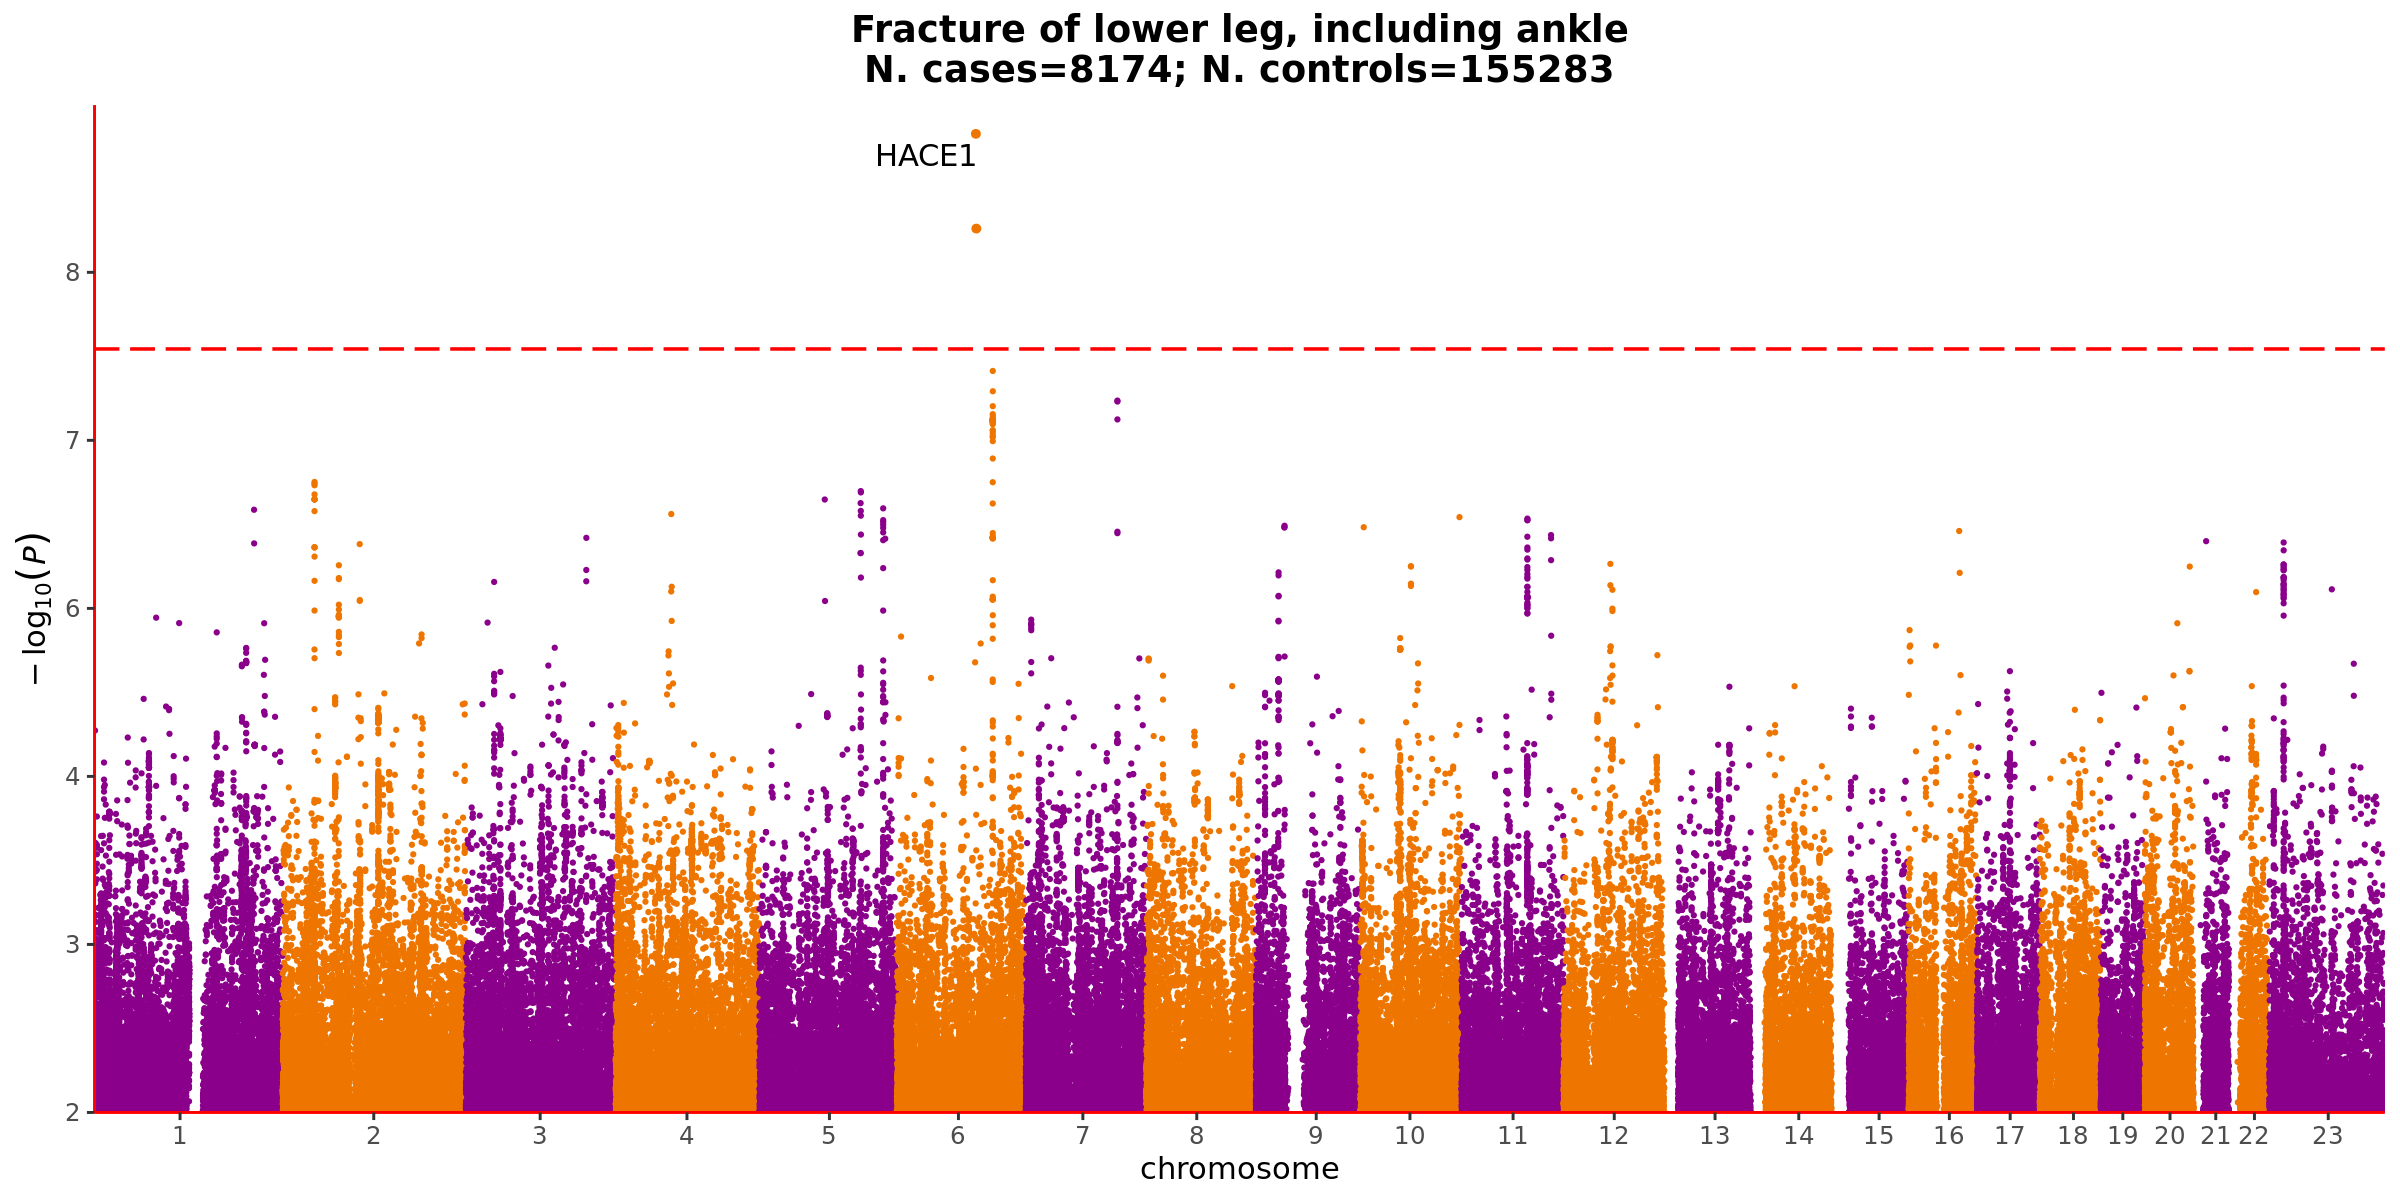 Fracture of lower leg, including ankle
N. cases=8174; N. controls=155283
HACE1
8
7
6
4
3
2
− log10(P)
1 2 3 4 5 6 7 8 9 10 11 12 13 14 15 16 17 18 19 20 21 22 23
chromosome